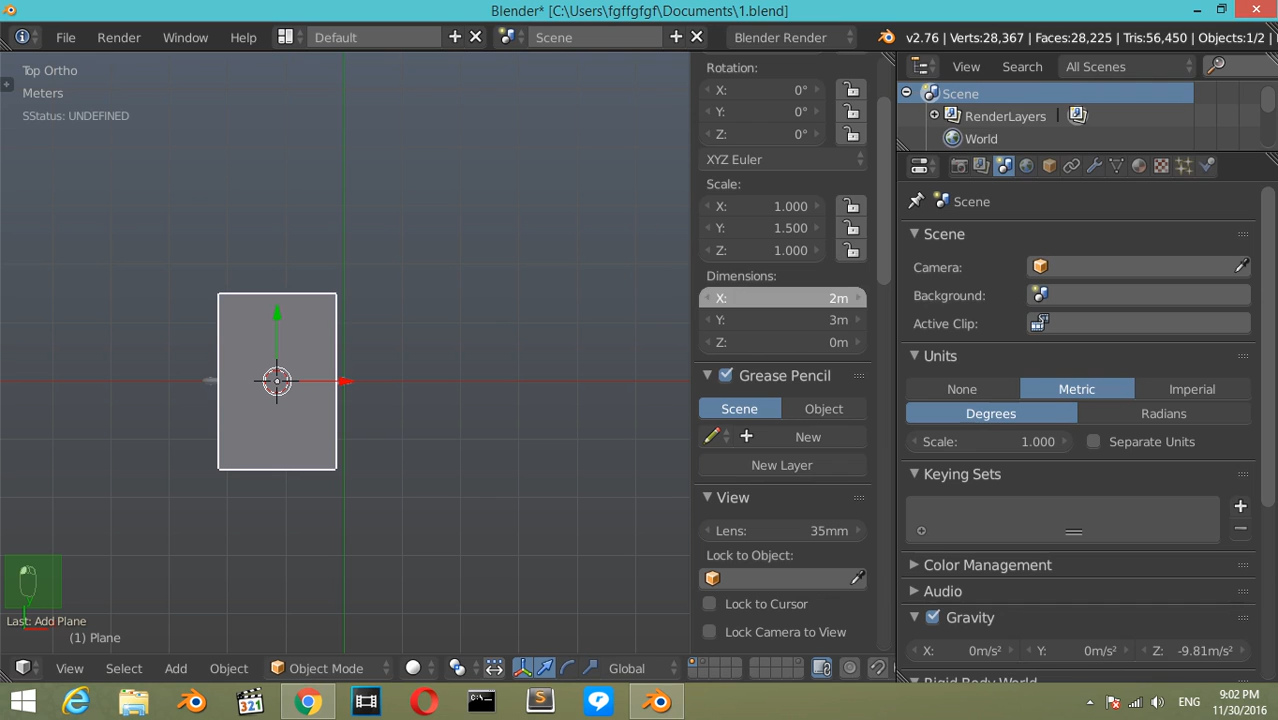 Blender* [C:\Users\fgffgfgf\Documents\1.blend]
File Render Window Help Default Scene Blender Render v2.76 | Verts:28,367 | Faces:28,225 | Tris:56,450 | Objects:1/2 |
Top Ortho
Meters
SStatus: UNDEFINED
Last: Add Plane
(1) Plane
View Select Add Object Object Mode Global
Rotation:
X: 0°
Y: 0°
Z: 0°
XYZ Euler
Scale:
X: 1.000
Y: 1.500
Z: 1.000
Dimensions:
X: 2m
Y: 3m
Z: 0m
Grease Pencil
Scene Object
New
New Layer
View
Lens: 35mm
Lock to Object:
Lock to Cursor
Lock Camera to View
View Search All Scenes
Scene
RenderLayers
World
Scene
Scene
Camera:
Background:
Active Clip:
Units
None Metric Imperial
Degrees Radians
Scale: 1.000 Separate Units
Keying Sets
Color Management
Audio
Gravity
X: 0m/s² Y: 0m/s² Z: -9.81m/s²
Rigid Body World
321
ENG
9:02 PM
11/30/2016